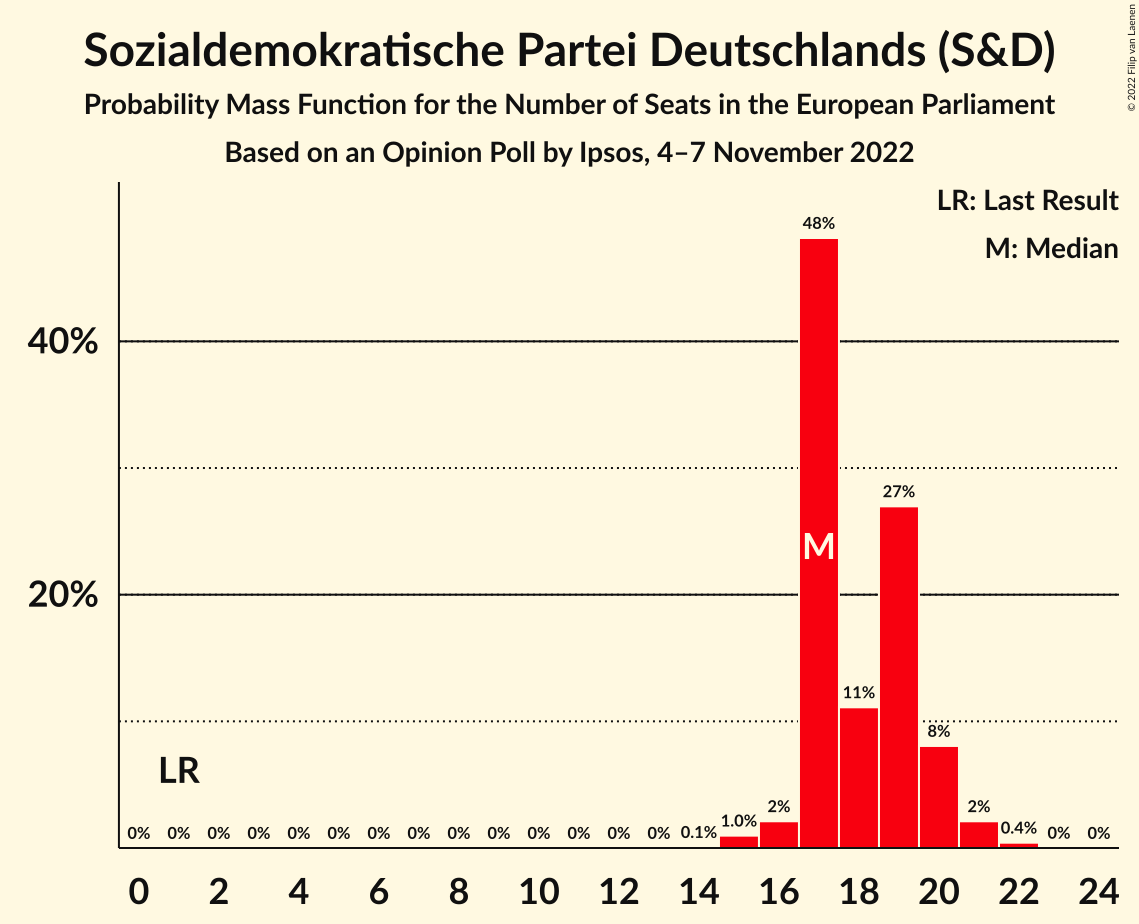 Sozialdemokratische Partei Deutschlands (S&D)
Probability Mass Function for the Number of Seats in the European Parliament
Based on an Opinion Poll by Ipsos, 4–7 November 2022
© 2022 Filip van Laenen
LR: Last Result
M: Median
48%
40%
27%
M
20%
11%
8%
LR
0% 0% 0% 0% 0% 0% 0% 0% 0% 0% 0% 0% 0% 0% 0.1% 1.0% 2% 2% 0.4% 0% 0%
0 2 4 6 8 10 12 14 16 18 20 22 24